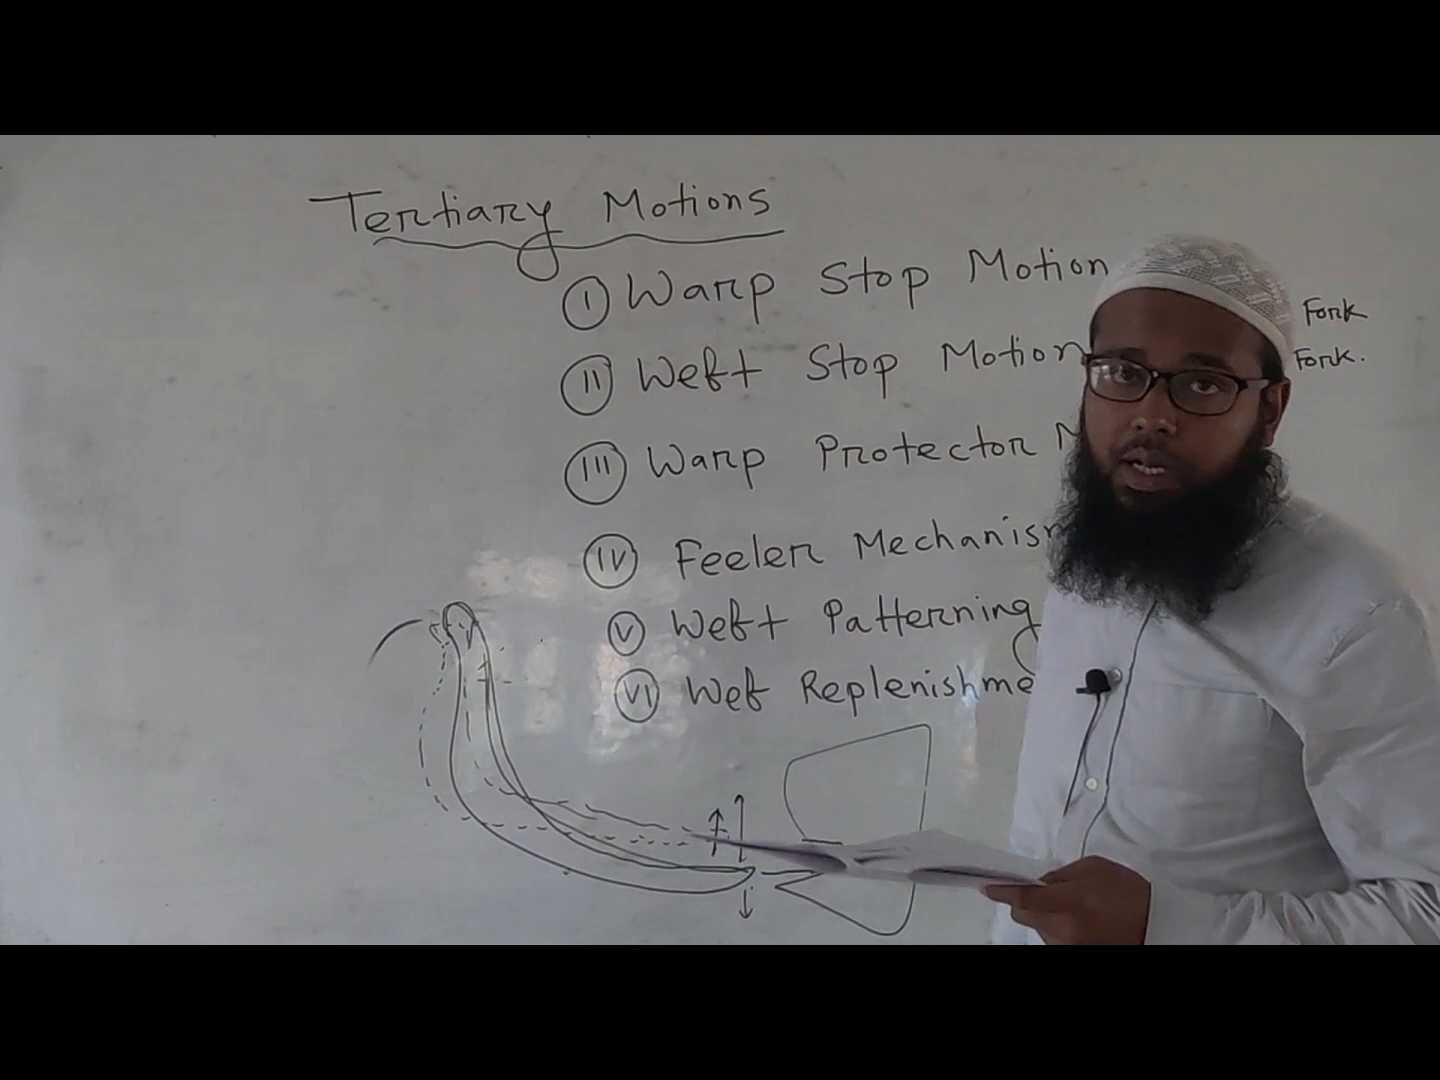 Tertiary Motions
I Warp Stop Motion
Fork
II Weft Stop Motion
Fork.
III Warp Protector M
IV Feeler Mechanism
V Weft Patterning
VI Wef Replenishme